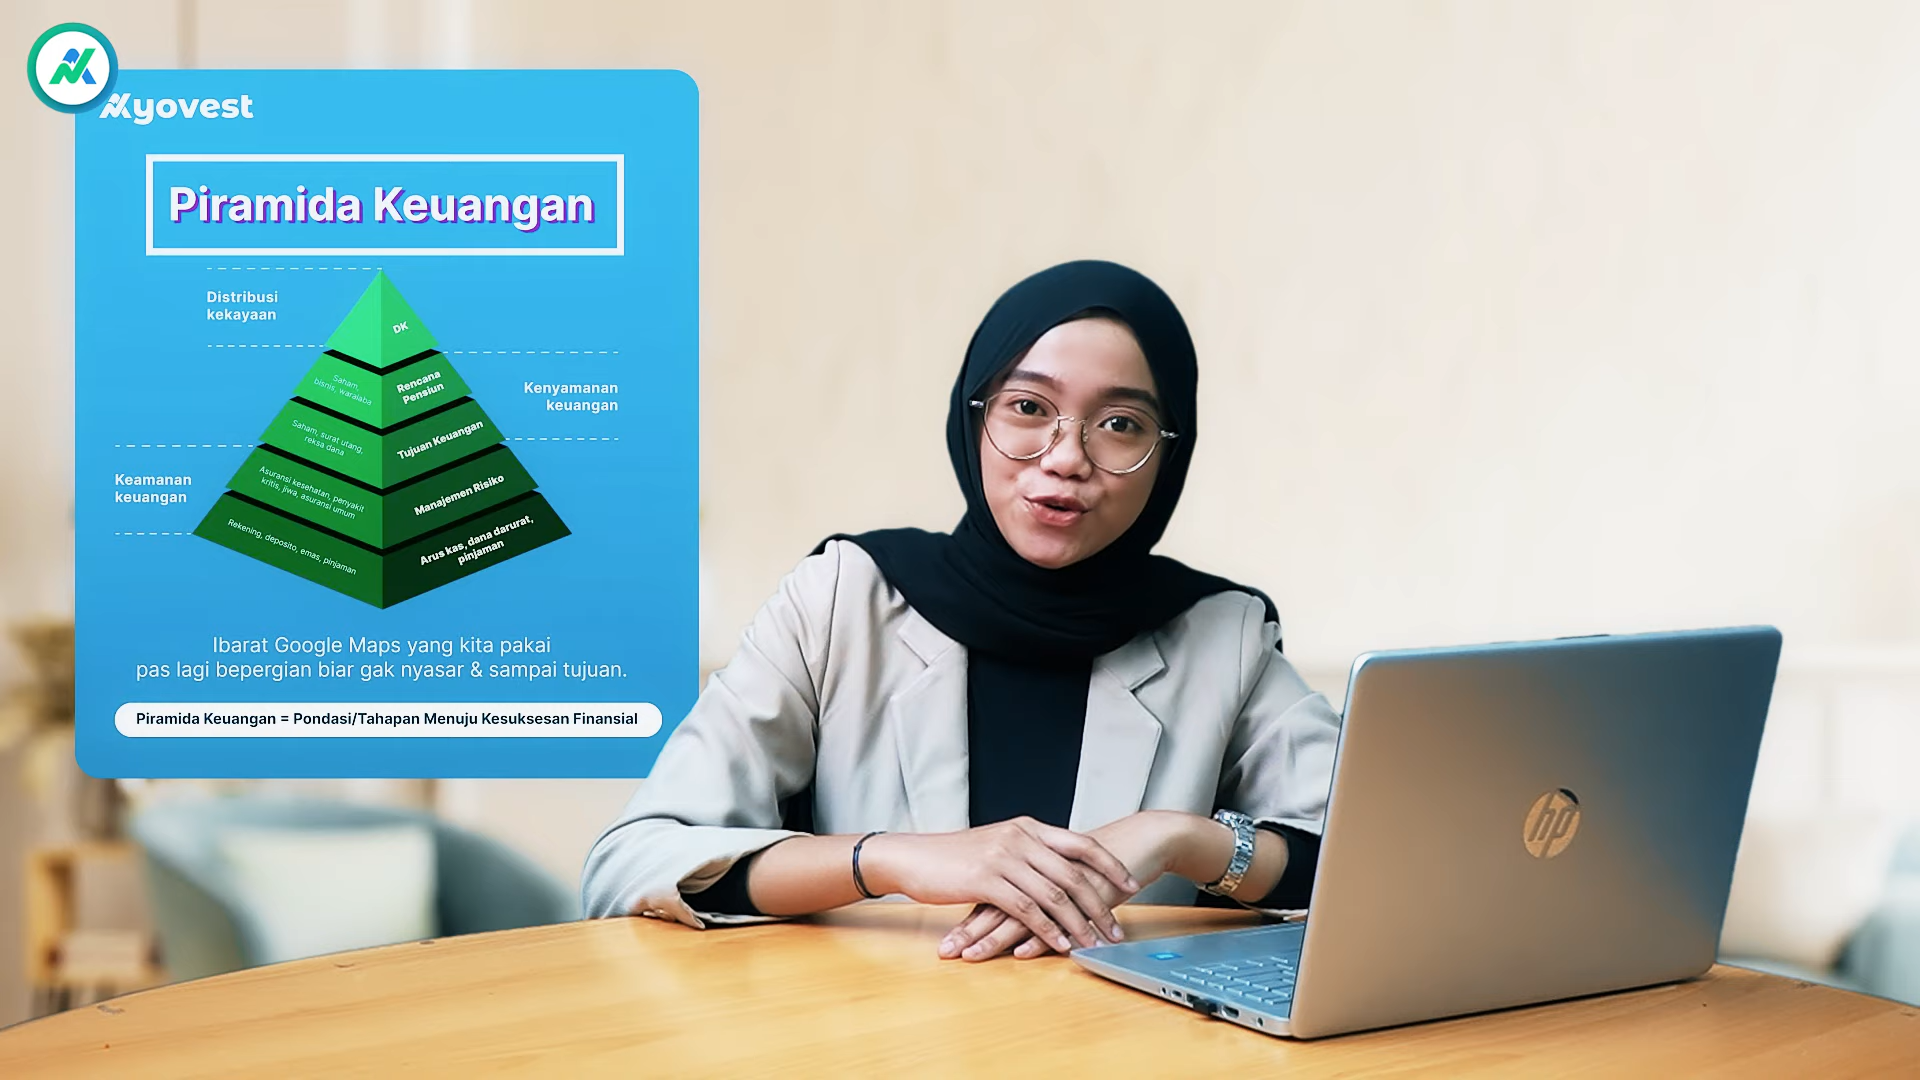 Ayovest
Piramida Keuangan
Distribusi
kekayaan
DK
Saham,
bisnis, waralaba
Rencana
Pensiun
Kenyamanan
keuangan
Saham, surat utang,
reksa dana
Tujuan Keuangan
Keamanan
keuangan
Asuransi kesehatan, penyakit
kritis, jiwa, asuransi umum
Manajemen Risiko
Rekening, deposito, emas, pinjaman
Arus kas, dana darurat,
pinjaman
Ibarat Google Maps yang kita pakai
pas lagi bepergian biar gak nyasar & sampai tujuan.
Piramida Keuangan = Pondasi/Tahapan Menuju Kesuksesan Finansial
hp